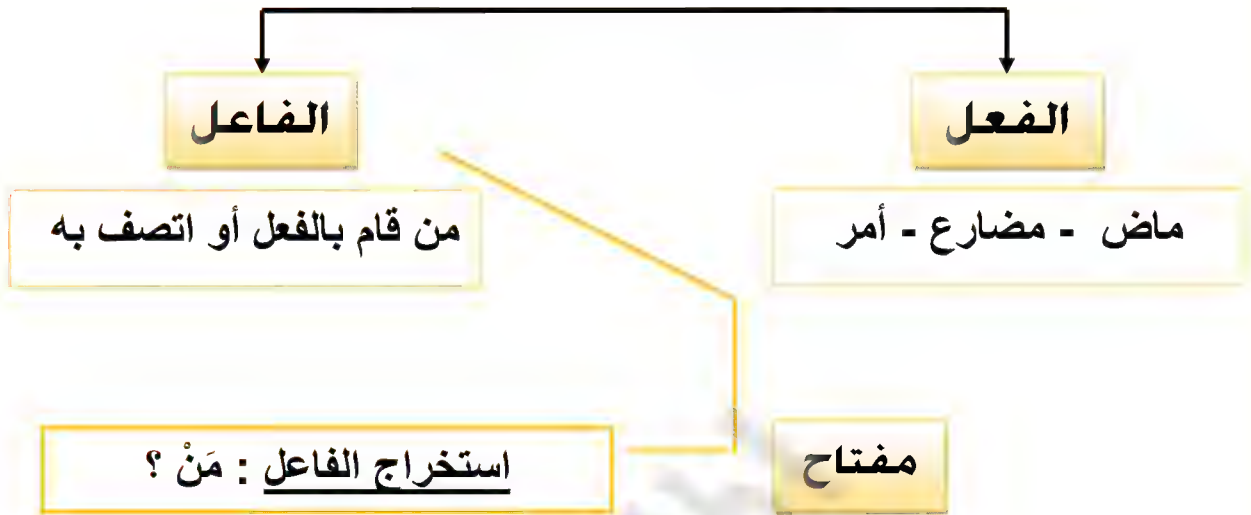 الفعل
الفاعل
ماض - مضارع - أمر
من قام بالفعل أو اتصف به
مفتاح
استخراج الفاعل : مَنْ ؟